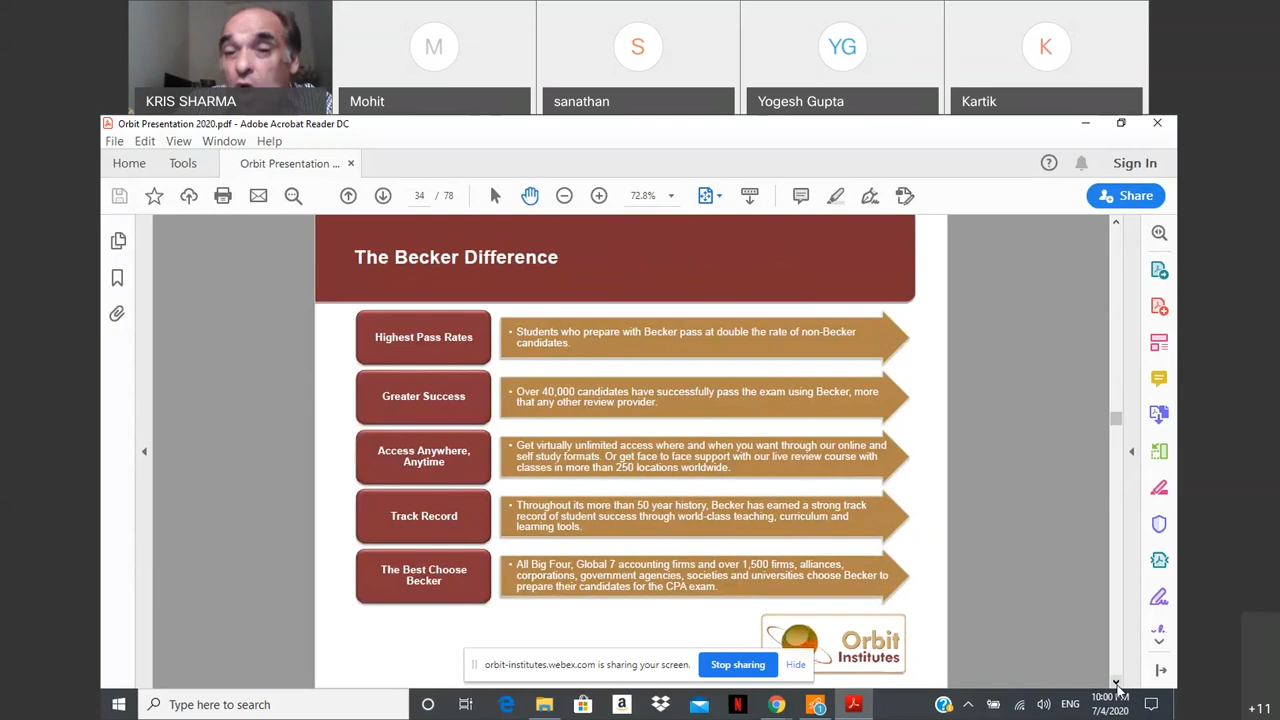 M
S
YG
K
KRIS SHARMA
Mohit
sanathan
Yogesh Gupta
Kartik
Orbit Presentation 2020.pdf - Adobe Acrobat Reader DC
File Edit View Window Help
Home Tools Orbit Presentation ... ×
Sign In
34 / 78
72.8%
Share
The Becker Difference
Highest Pass Rates
• Students who prepare with Becker pass at double the rate of non-Becker
candidates.
Greater Success
• Over 40,000 candidates have successfully pass the exam using Becker, more
that any other review provider.
Access Anywhere,
Anytime
• Get virtually unlimited access where and when you want through our online and
self study formats. Or get face to face support with our live review course with
classes in more than 250 locations worldwide.
Track Record
• Throughout its more than 50 year history, Becker has earned a strong track
record of student success through world-class teaching, curriculum and
learning tools.
The Best Choose
Becker
• All Big Four, Global 7 accounting firms and over 1,500 firms, alliances,
corporations, government agencies, societies and universities choose Becker to
prepare their candidates for the CPA exam.
Orbit
Institutes
orbit-institutes.webex.com is sharing your screen.
Stop sharing
Hide
Type here to search
ENG
10:00 PM
7/4/2020
+11